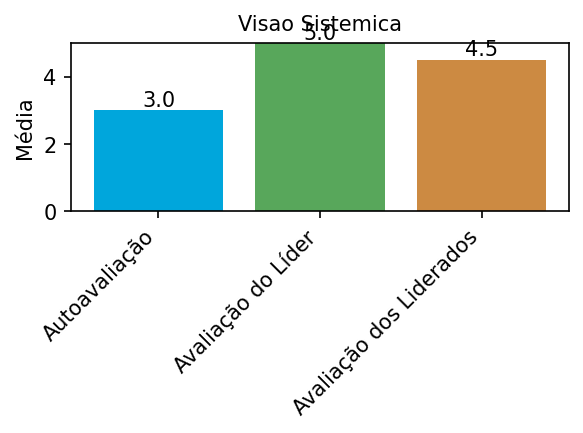 Visao Sistemica
5.0
4.5
3.0
Média
4
2
0
Autoavaliação
Avaliação do Líder
Avaliação dos Liderados